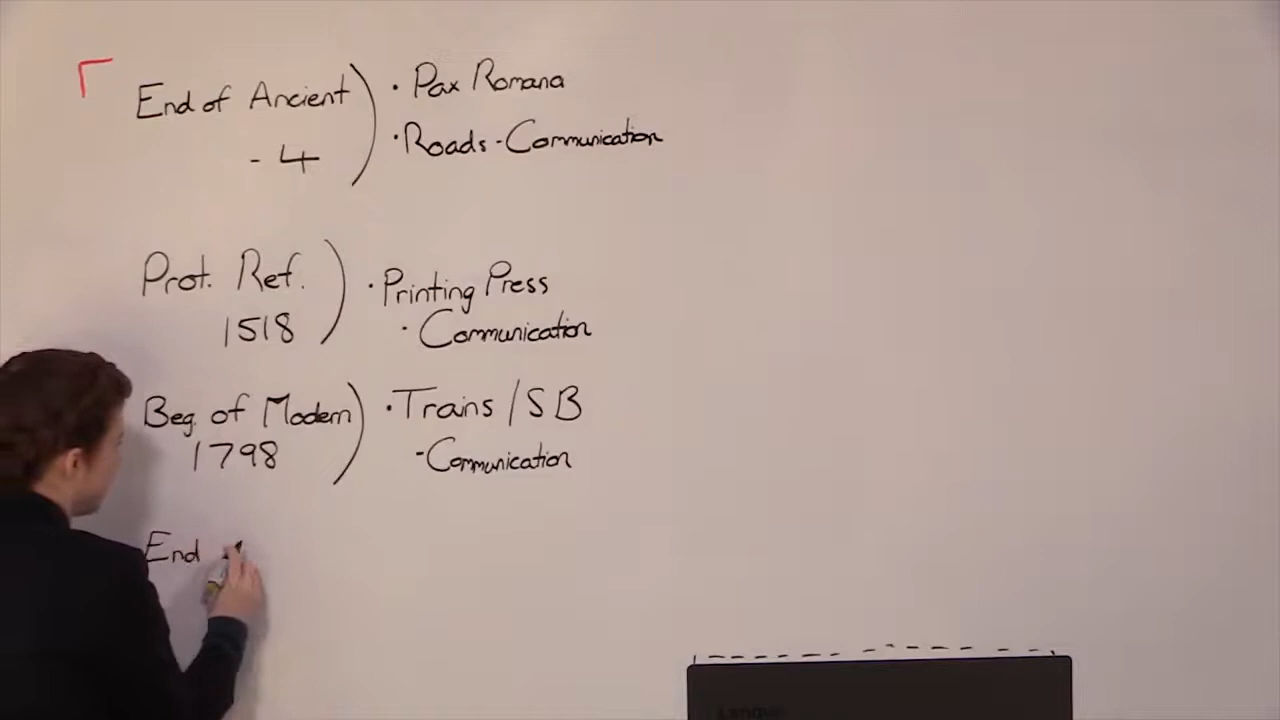 End of Ancient
- 4
· Pax Romana
· Roads - Communication
Prot. Ref.
1518
· Printing Press
· Communication
Beg. of Modern
1798
· Trains / S B
- Communication
End